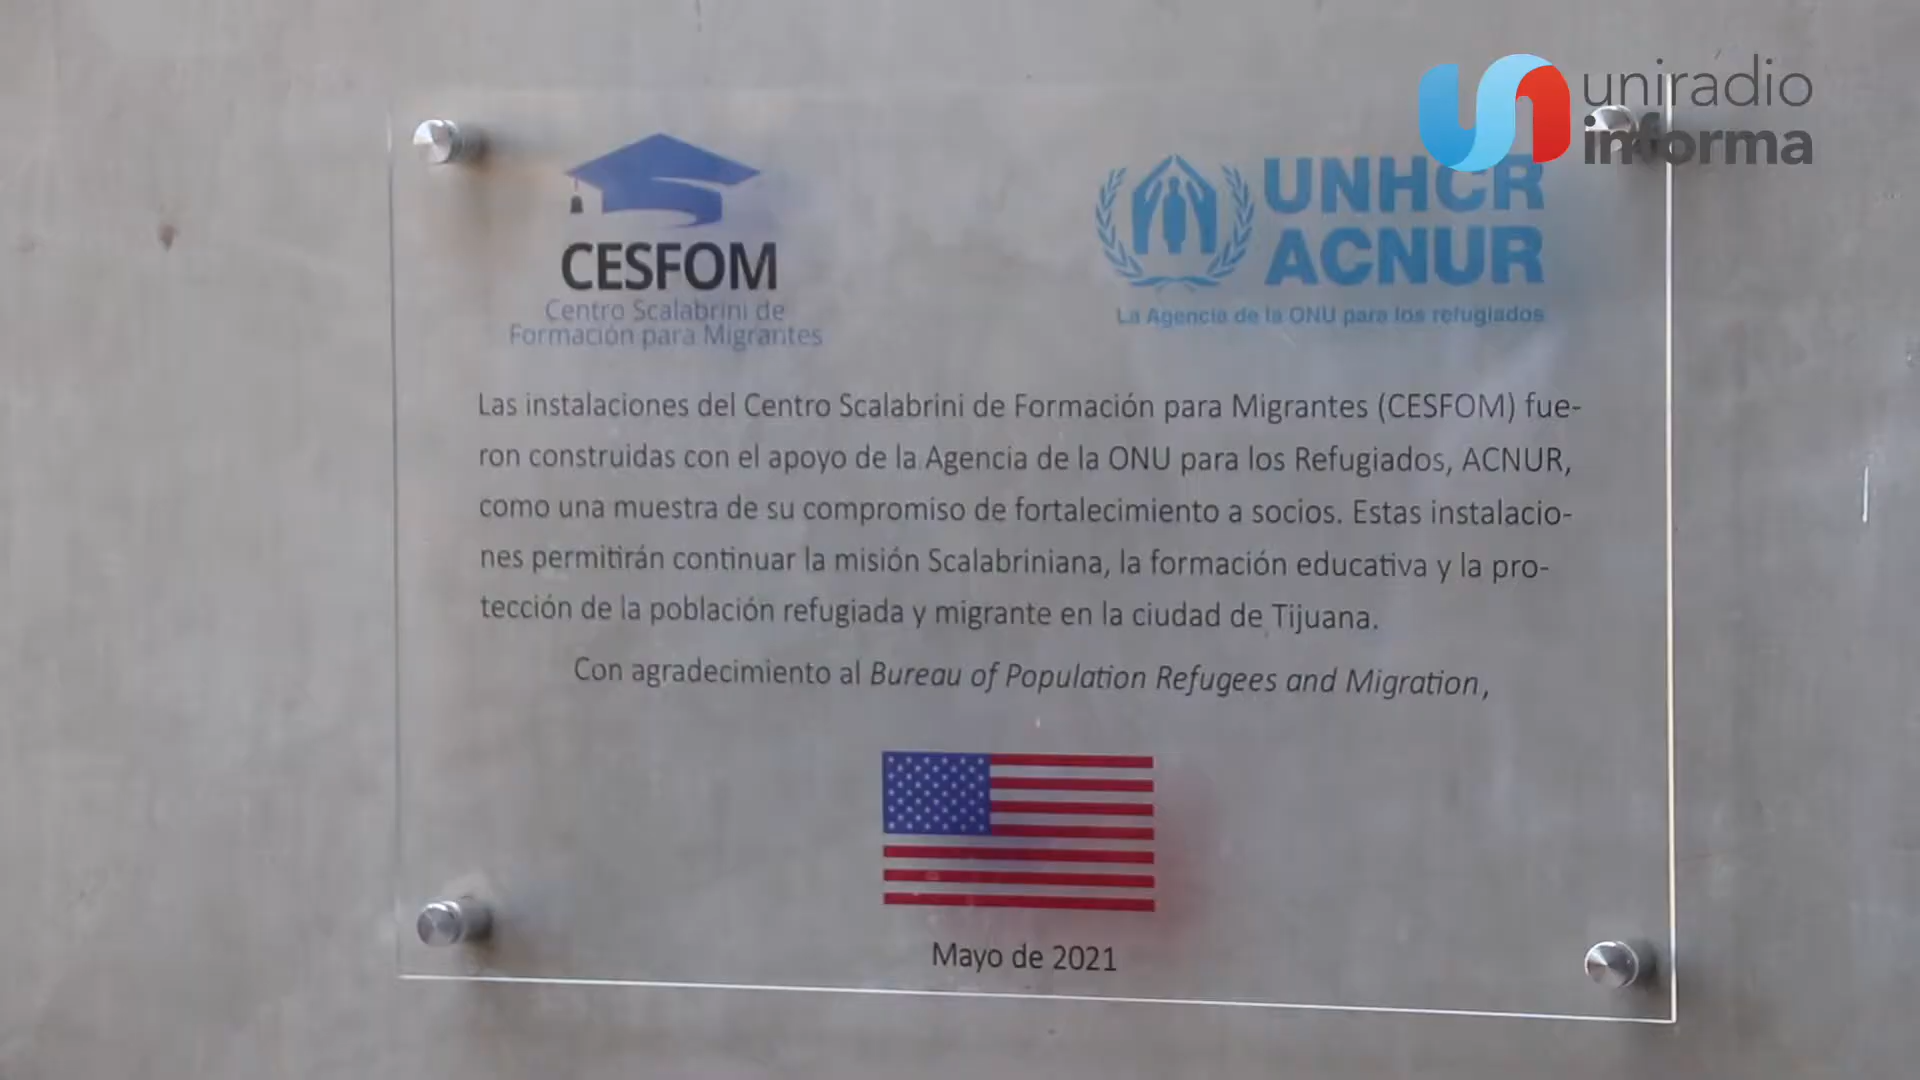 uniradio
informa
CESFOM
Centro Scalabrini de
Formación para Migrantes
UNHCR
ACNUR
La Agencia de la ONU para los refugiados
Las instalaciones del Centro Scalabrini de Formación para Migrantes (CESFOM) fue-
ron construidas con el apoyo de la Agencia de la ONU para los Refugiados, ACNUR,
como una muestra de su compromiso de fortalecimiento a socios. Estas instalacio-
nes permitirán continuar la misión Scalabriniana, la formación educativa y la pro-
tección de la población refugiada y migrante en la ciudad de Tijuana.
Con agradecimiento al Bureau of Population Refugees and Migration,
Mayo de 2021